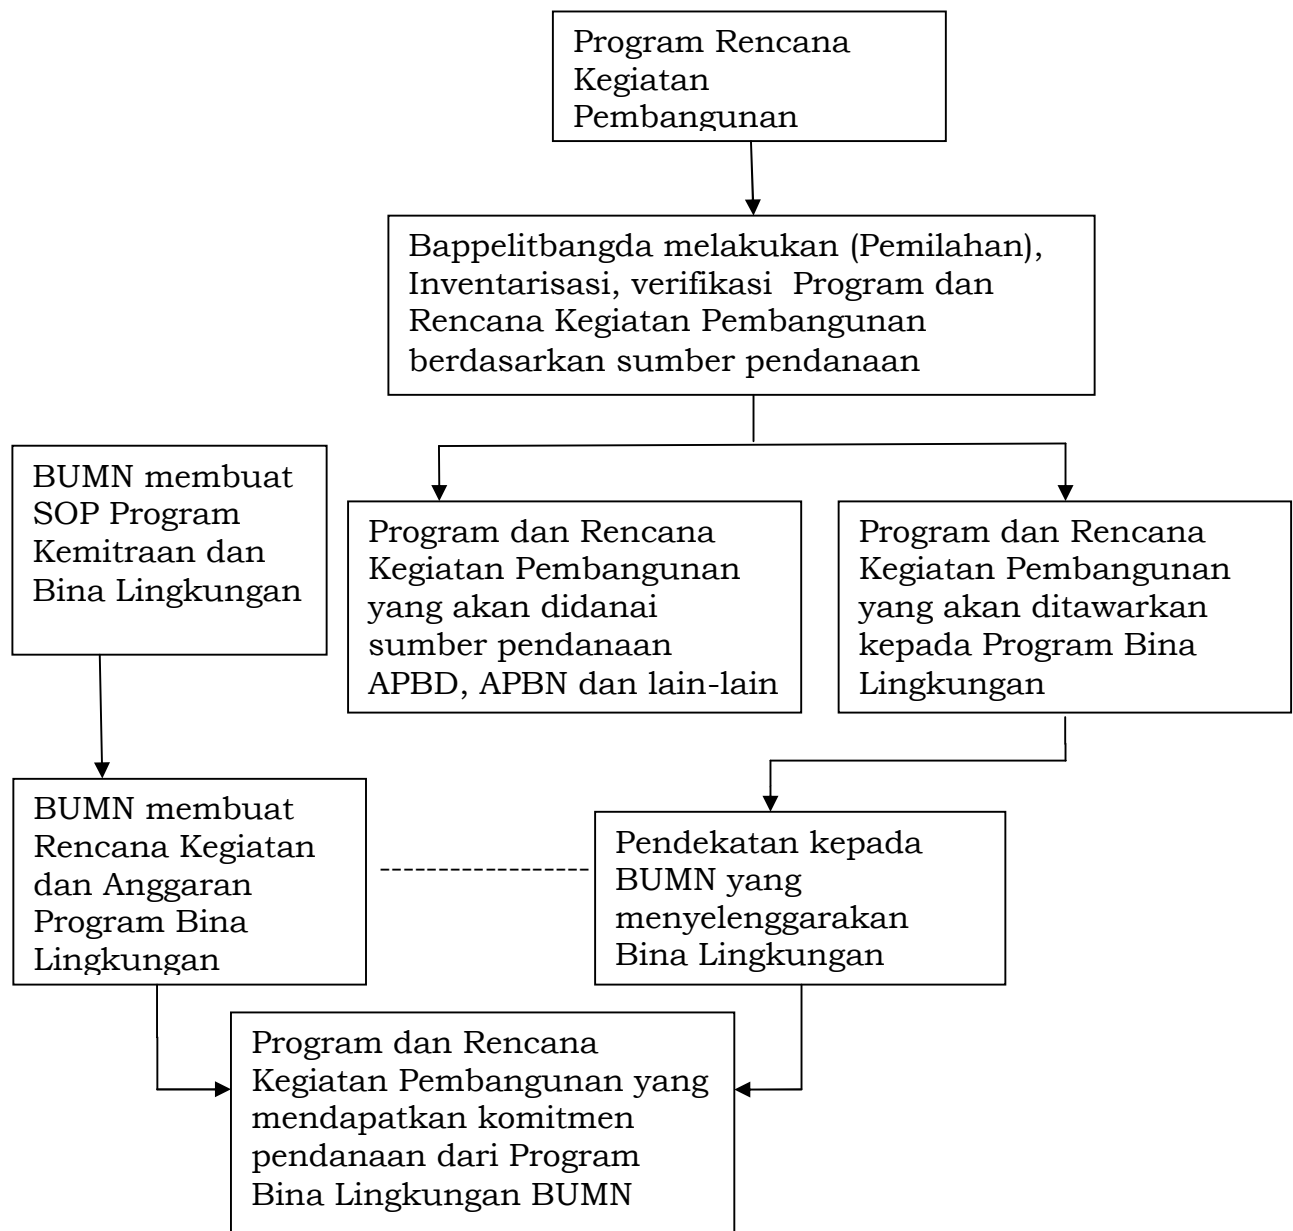 Program Rencana
Kegiatan
Pembangunan
Bappelitbangda melakukan (Pemilahan),
Inventarisasi, verifikasi  Program dan
Rencana Kegiatan Pembangunan
berdasarkan sumber pendanaan
BUMN membuat
SOP Program
Kemitraan dan
Bina Lingkungan
Program dan Rencana
Kegiatan Pembangunan
yang akan didanai
sumber pendanaan
APBD, APBN dan lain-lain
Program dan Rencana
Kegiatan Pembangunan
yang akan ditawarkan
kepada Program Bina
Lingkungan
BUMN membuat
Rencana Kegiatan
dan Anggaran
Program Bina
Lingkungan
Pendekatan kepada
BUMN yang
menyelenggarakan
Bina Lingkungan
Program dan Rencana
Kegiatan Pembangunan yang
mendapatkan komitmen
pendanaan dari Program
Bina Lingkungan BUMN